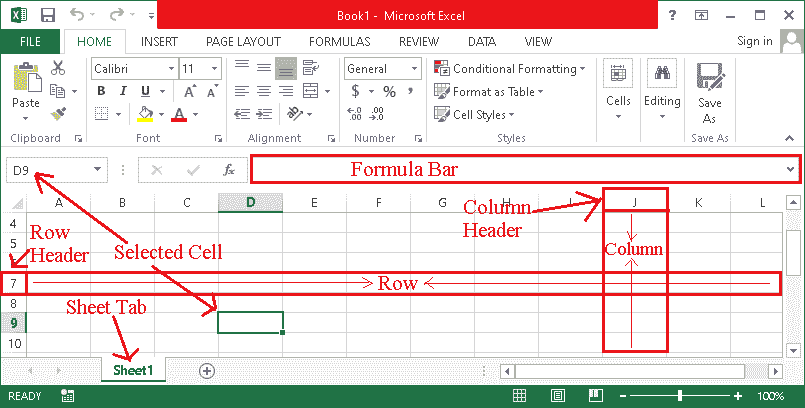 Book1 - Microsoft Excel
?
FILE HOME INSERT PAGE LAYOUT FORMULAS REVIEW DATA VIEW Sign in
Calibri 11 General Conditional Formatting
Paste B I U A A $ % , Format as Table Cells Editing Save As
A .00 .0 Cell Styles
Clipboard Font Alignment Number Styles Save As
D9 fx Formula Bar
A B C D E F G H I J K L
4
5
Row Header
Selected Cell
Column Header
Column
7 Row
8
Sheet Tab
9
10
Sheet1
READY 100%